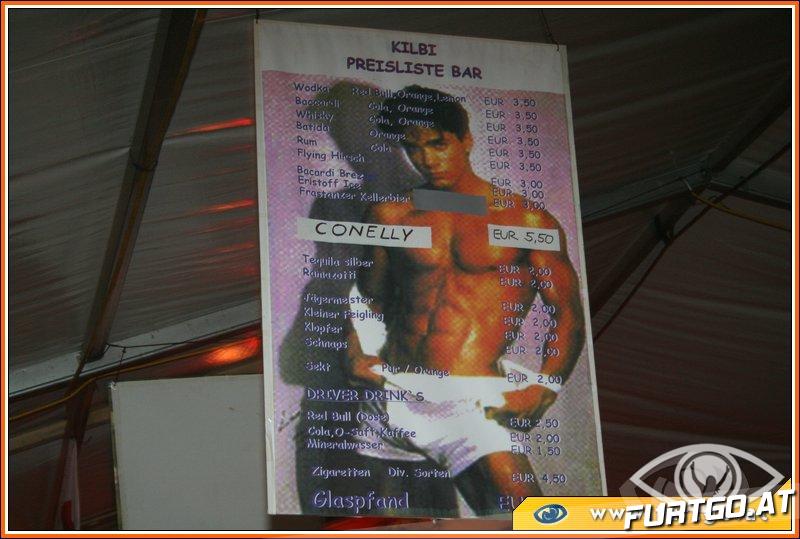 KILBI
PREISLISTE BAR
Wodka Red Bull,Orange,Lemon EUR 3,50
Baccardi Cola, Orange EUR 3,50
Whisky Cola, Orange EUR 3,50
Batida Orange EUR 3,50
Rum Cola EUR 3,50
Flying Hirsch EUR 3,50
Bacardi Breezer EUR 3,00
Eristoff Ice EUR 3,00
Frastanzer Kellerbier EUR 3,00
CONELLY EUR 5,50
Tequila silber EUR 2,00
Ramazotti EUR 2,00
Jägermeister EUR 2,00
Kleiner Feigling EUR 2,00
Klopfer EUR 2,00
Schnaps EUR 2,00
Sekt Pur / Orange EUR 2,00
DRIVER DRINK`S
Red Bull (Dose) EUR 2,50
Cola,O-Saft,Kaffee EUR 2,00
Mineralwasser EUR 1,50
Zigaretten Div. Sorten EUR 4,50
Glaspfand
FURTGO.AT